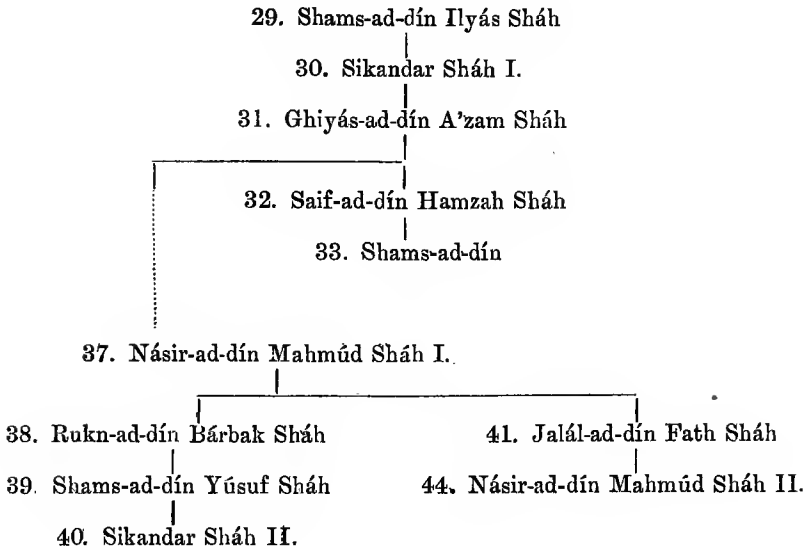 29. Shams-ad-dín Ilyás Sháh
30. Sikandar Sháh I.
31. Ghiyás-ad-dín A'zam Sháh
32. Saif-ad-dín Hamzah Sháh
33. Shams-ad-dín
37. Násir-ad-dín Mahmúd Sháh I.
38. Rukn-ad-dín Bárbak Sháh 41. Jalál-ad-dín Fath Sháh
39. Shams-ad-dín Yúsuf Sháh 44. Násir-ad-dín Mahmúd Sháh II.
40. Sikandar Sháh II.